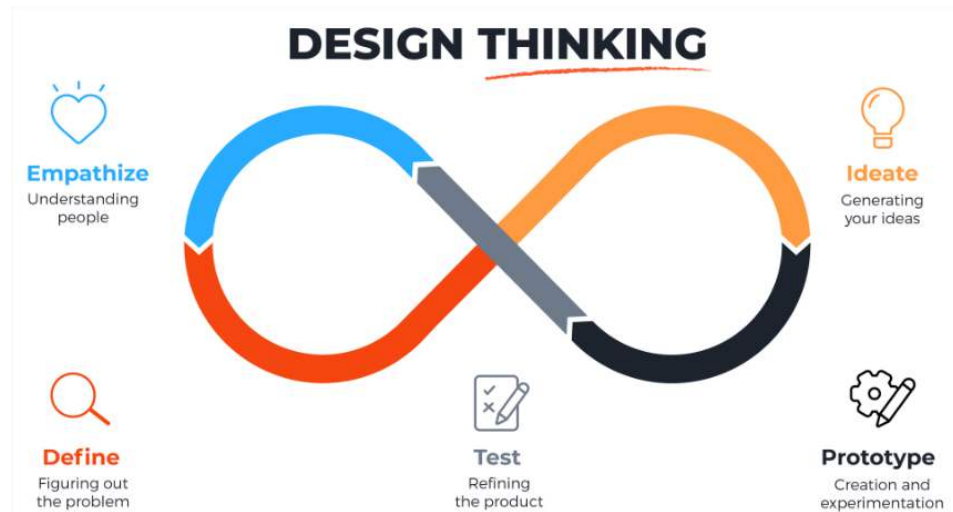 DESIGN THINKING
Empathize
Understanding
people
Ideate
Generating
your ideas
Define
Figuring out
the problem
Test
Refining
the product
Prototype
Creation and
experimentation